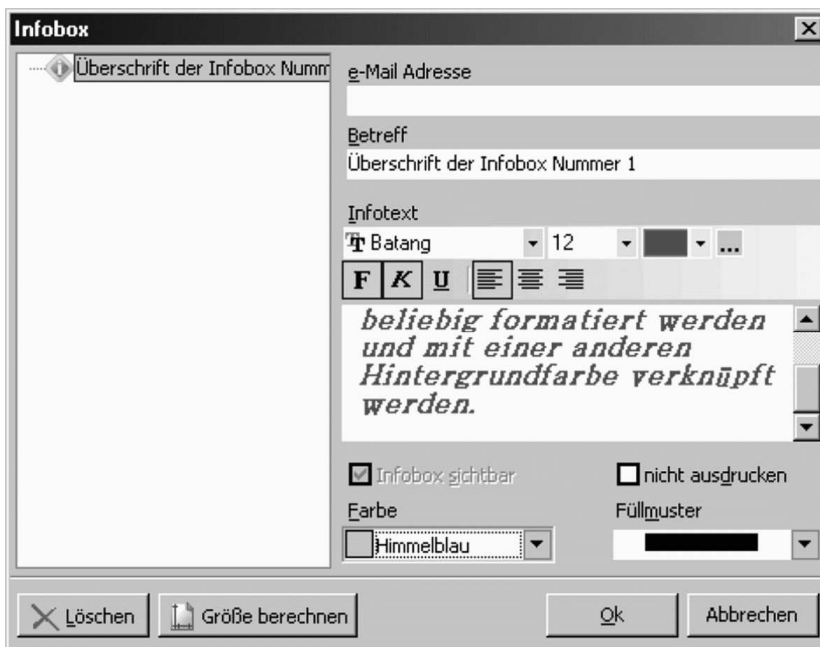 Infobox
Überschrift der Infobox Numm
e-Mail Adresse
Betreff
Überschrift der Infobox Nummer 1
Infotext
Batang 12 ...
F K U
beliebig formatiert werden
und mit einer anderen
Hintergrundfarbe verknüpft
werden.
Infobox sichtbar nicht ausdrucken
Farbe Füllmuster
Himmelblau
Löschen Größe berechnen Ok Abbrechen